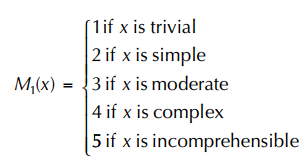 1 if x is trivial
2 if x is simple
M₁(x) = 3 if x is moderate
4 if x is complex
5 if x is incomprehensible